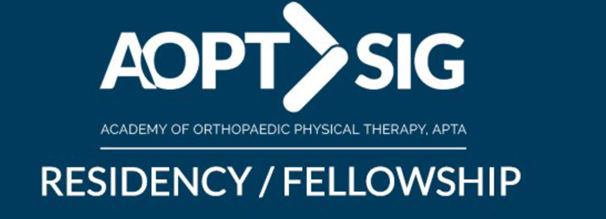 AOPT SIG
ACADEMY OF ORTHOPAEDIC PHYSICAL THERAPY, APTA
RESIDENCY / FELLOWSHIP